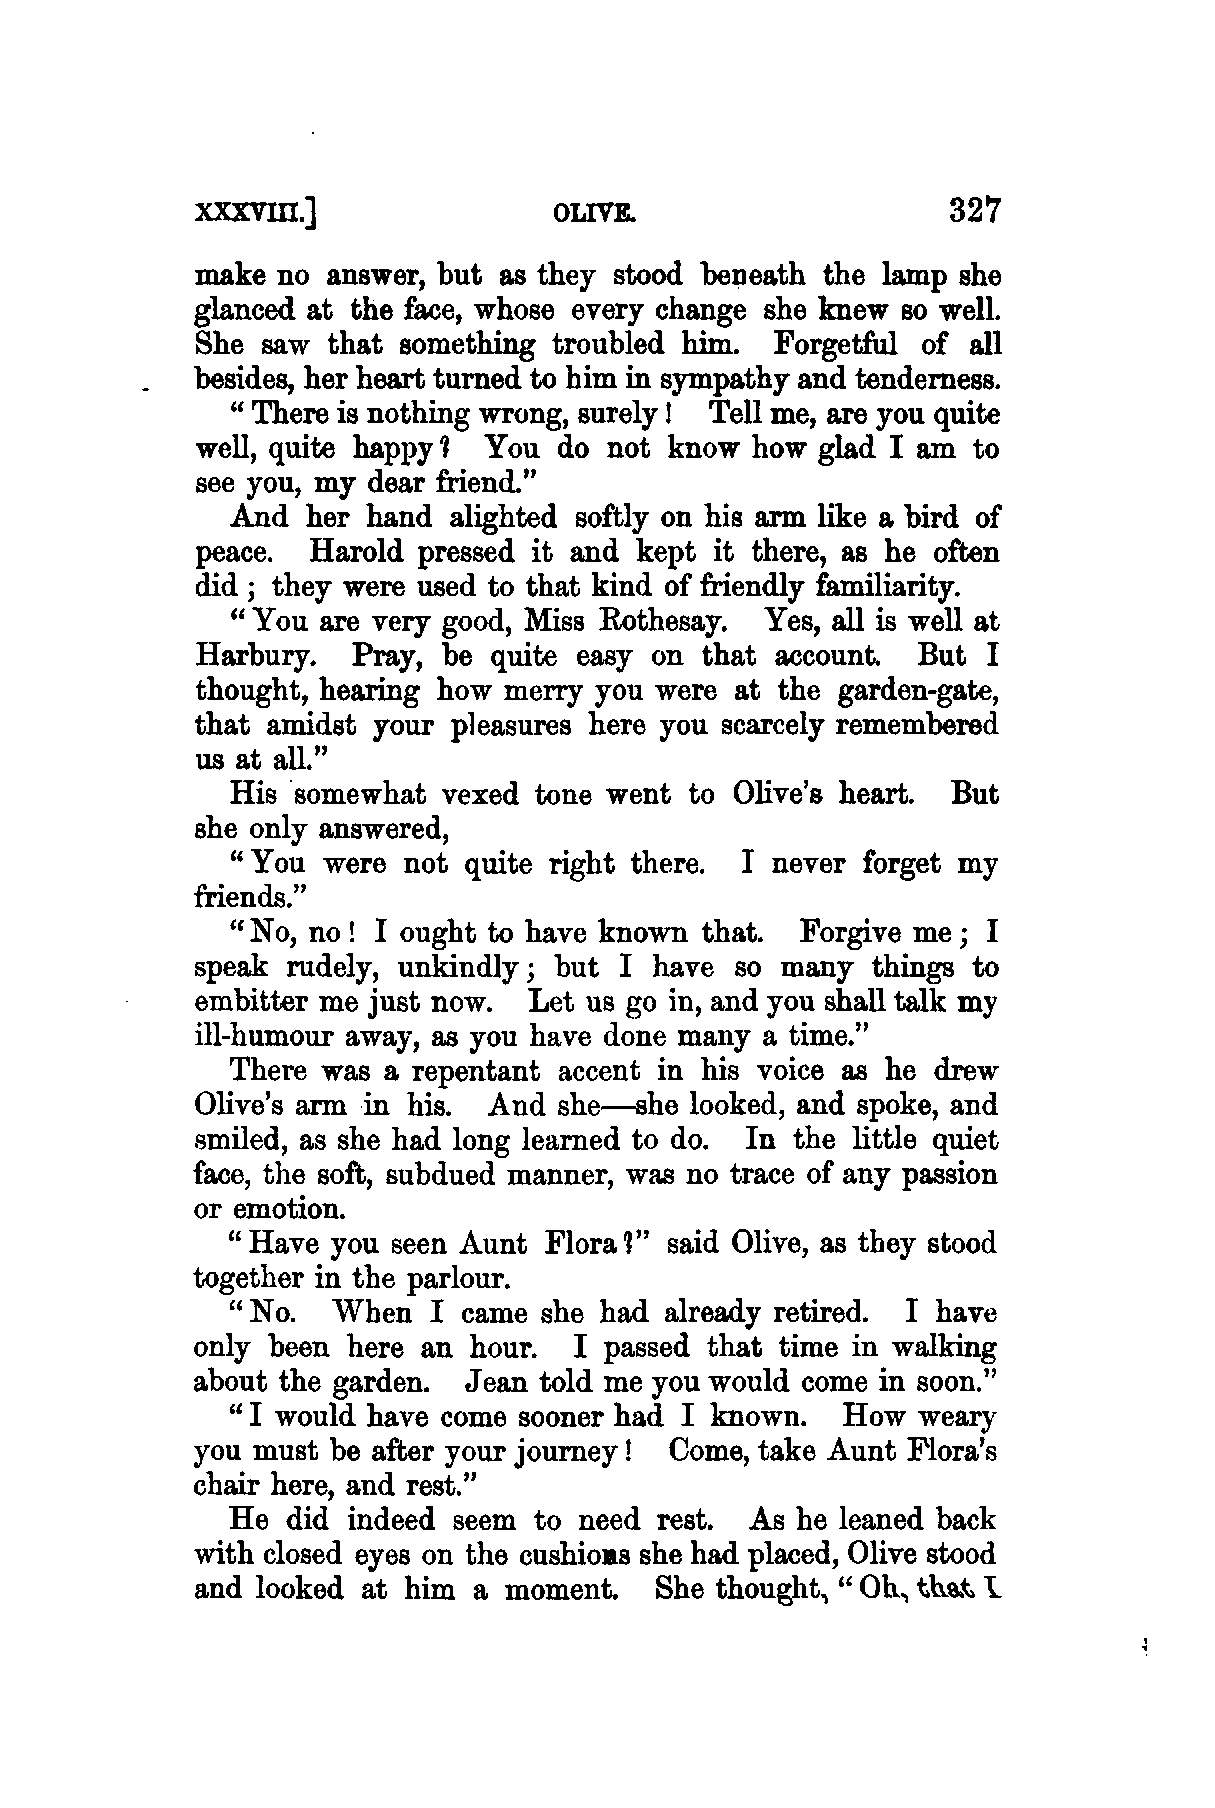 XXXVIII.] OLIVE. 327
make no answer, but as they stood beneath the lamp she
glanced at the face, whose every change she knew so well.
She saw that something troubled him. Forgetful of all
besides, her heart turned to him in sympathy and tenderness.
“There is nothing wrong, surely! Tell me, are you quite
well, quite happy? You do not know how glad I am to
see you, my dear friend.”
And her hand alighted softly on his arm like a bird of
peace. Harold pressed it and kept it there, as he often
did; they were used to that kind of friendly familiarity.
“You are very good, Miss Rothesay. Yes, all is well at
Harbury. Pray, be quite easy on that account. But I
thought, hearing how merry you were at the garden-gate,
that amidst your pleasures here you scarcely remembered
us at all.”
His somewhat vexed tone went to Olive’s heart. But
she only answered,
“You were not quite right there. I never forget my
friends.”
“No, no! I ought to have known that. Forgive me; I
speak rudely, unkindly; but I have so many things to
embitter me just now. Let us go in, and you shall talk my
ill-humour away, as you have done many a time.”
There was a repentant accent in his voice as he drew
Olive’s arm in his. And she—she looked, and spoke, and
smiled, as she had long learned to do. In the little quiet
face, the soft, subdued manner, was no trace of any passion
or emotion.
“Have you seen Aunt Flora?” said Olive, as they stood
together in the parlour.
“No. When I came she had already retired. I have
only been here an hour. I passed that time in walking
about the garden. Jean told me you would come in soon.”
“I would have come sooner had I known. How weary
you must be after your journey! Come, take Aunt Flora’s
chair here, and rest.”
He did indeed seem to need rest. As he leaned back
with closed eyes on the cushions she had placed, Olive stood
and looked at him a moment. She thought, “Oh, that I